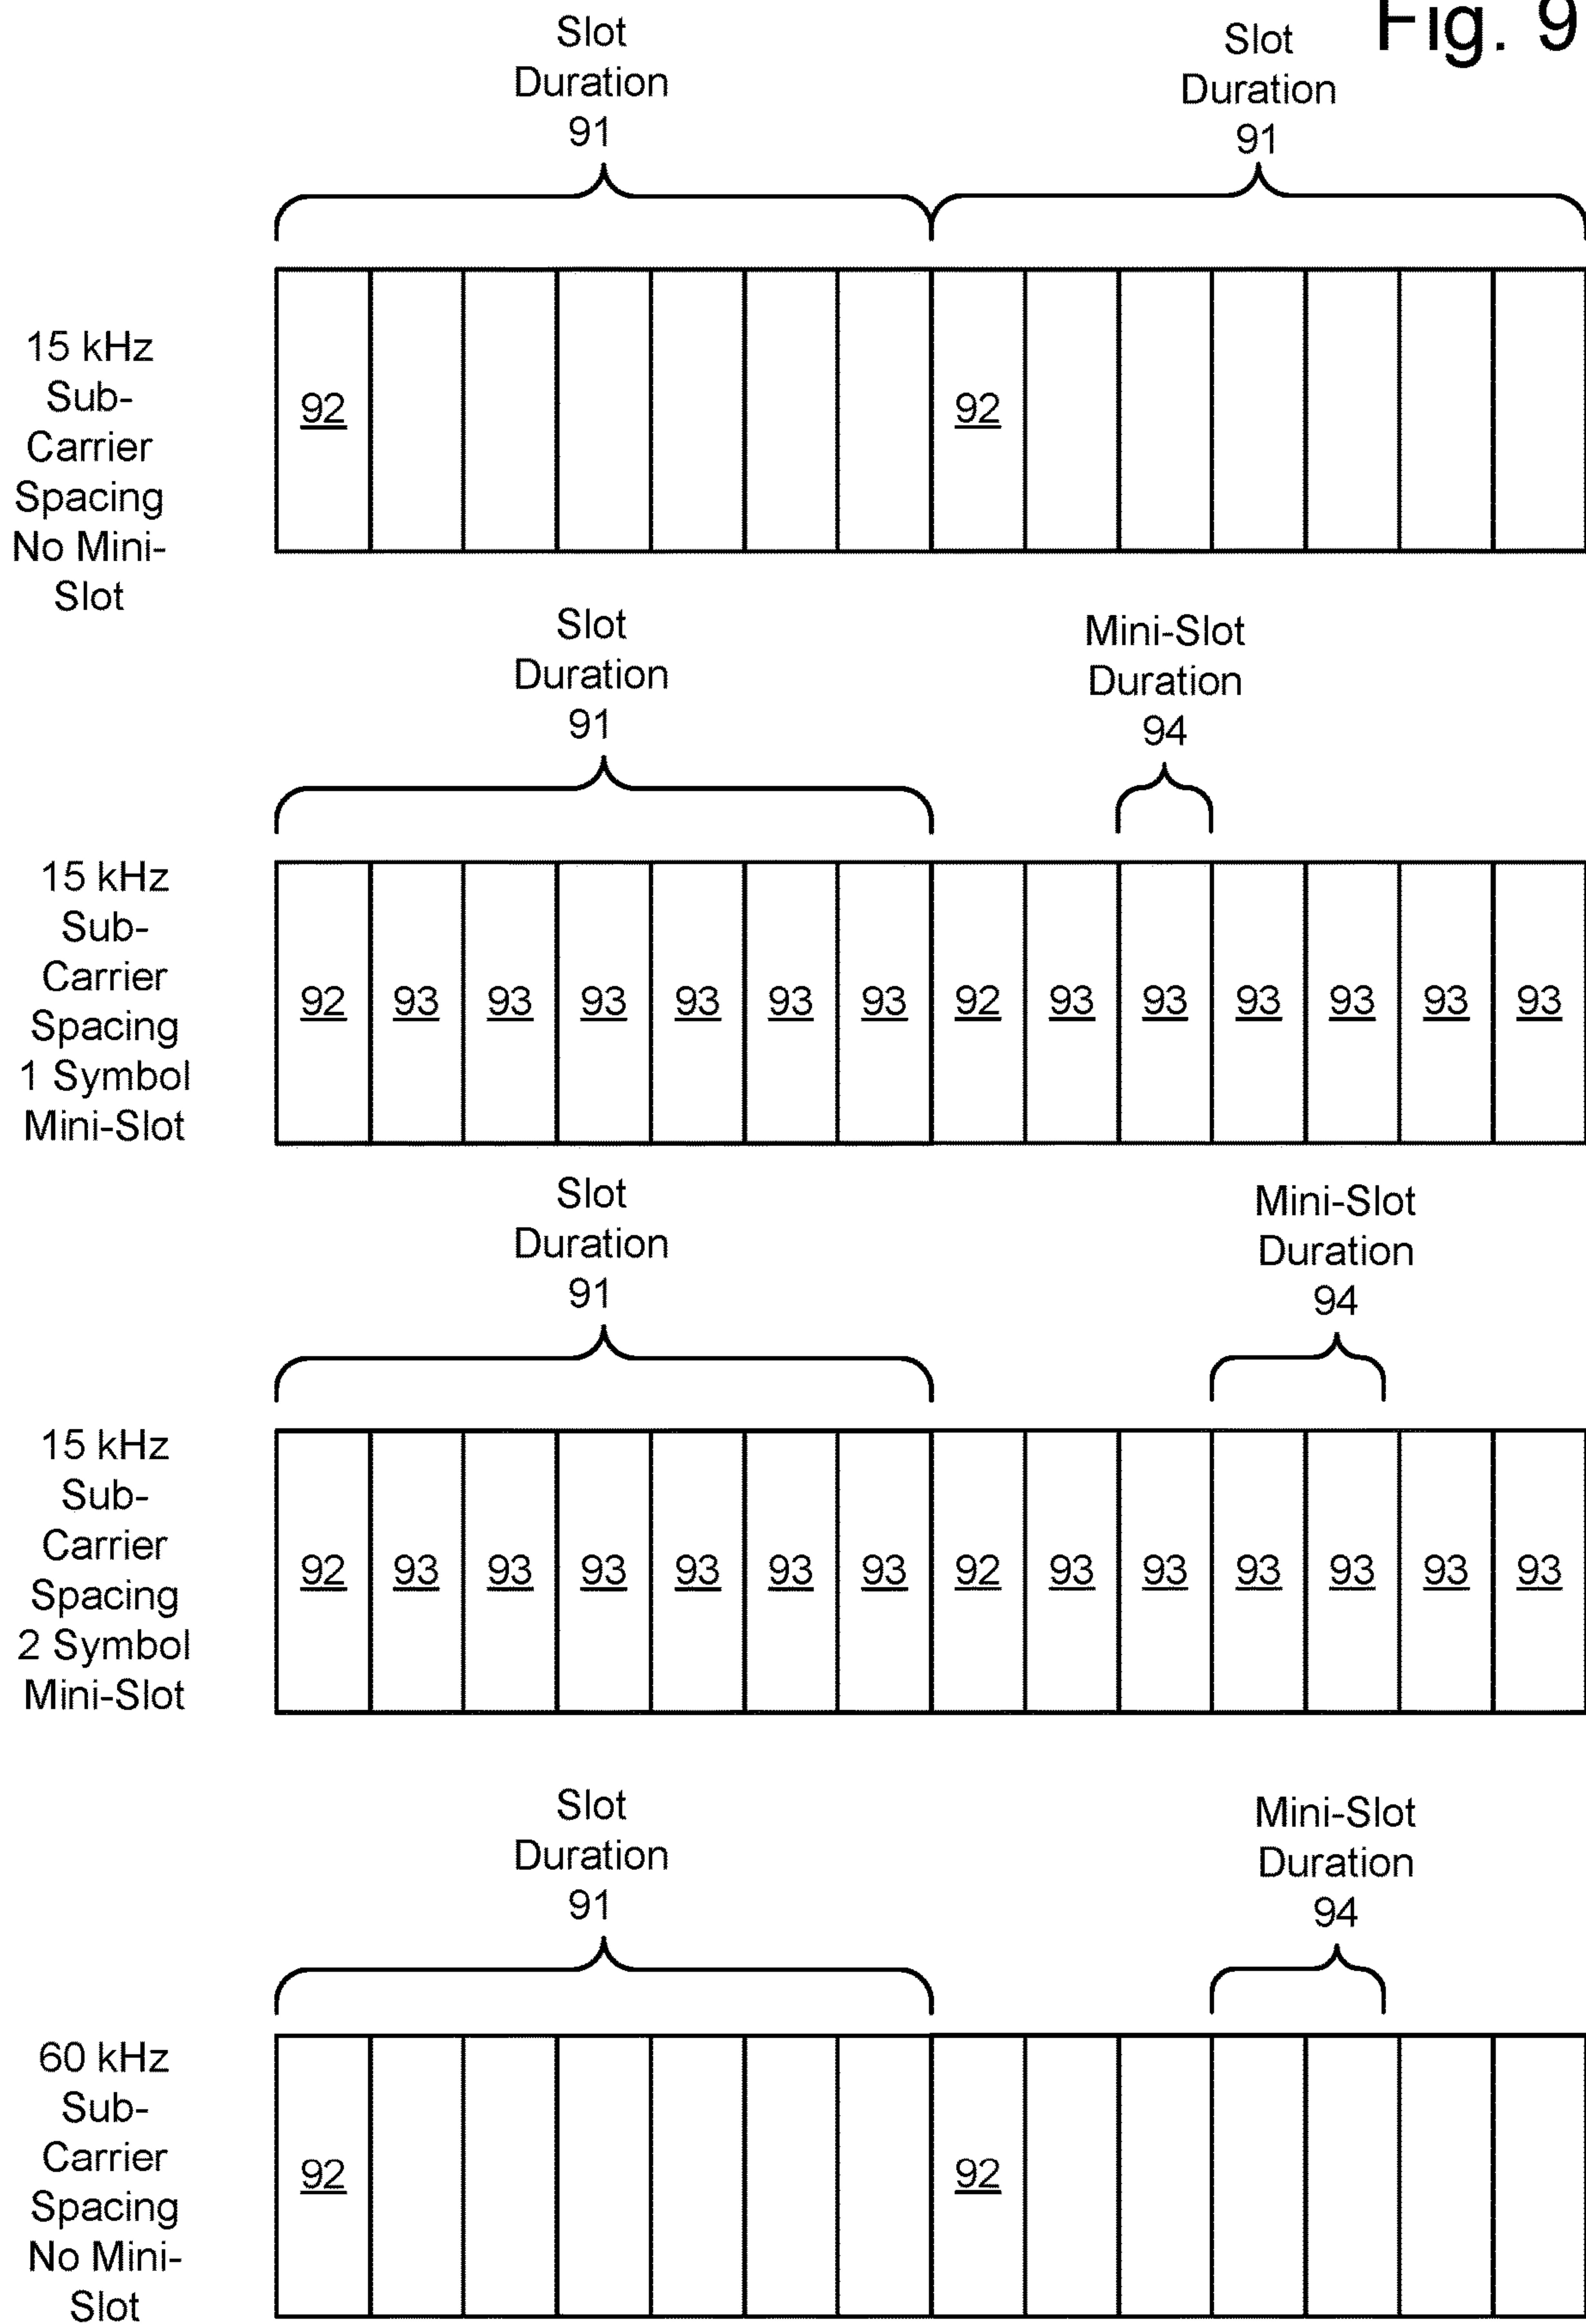 Fig. 9
Slot
Duration
91
Slot
Duration
91
15 kHz
Sub-
Carrier
Spacing
No Mini-
Slot
92
92
Slot
Duration
91
Mini-Slot
Duration
94
15 kHz
Sub-
Carrier
Spacing
1 Symbol
Mini-Slot
92 93 93 93 93 93 93 92 93 93 93 93 93 93
Slot
Duration
91
Mini-Slot
Duration
94
15 kHz
Sub-
Carrier
Spacing
2 Symbol
Mini-Slot
92 93 93 93 93 93 93 92 93 93 93 93 93 93
Slot
Duration
91
Mini-Slot
Duration
94
60 kHz
Sub-
Carrier
Spacing
No Mini-
Slot
92
92